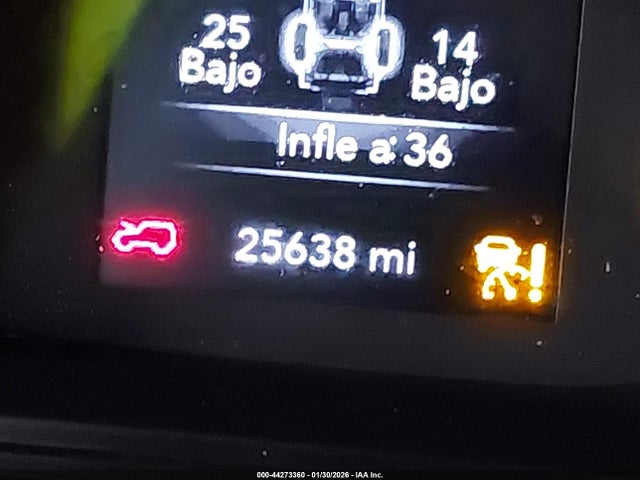 25 14
Bajo Bajo
Infle a: 36
25638 mi
000-44273360 - 01/30/2026 - IAA Inc.